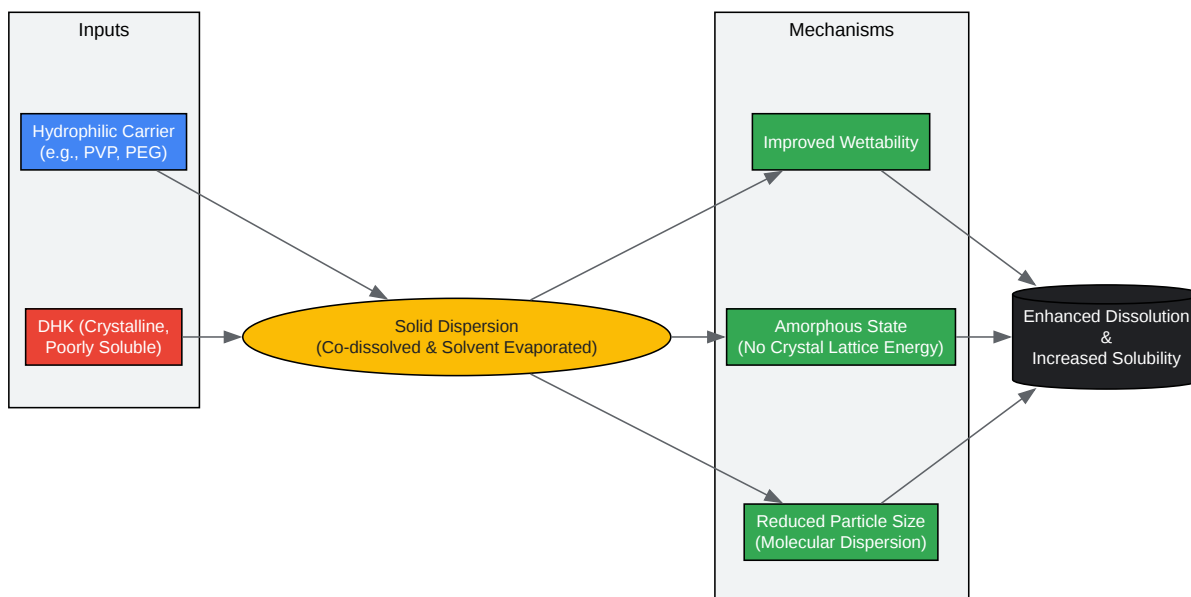 Inputs
Hydrophilic Carrier
(e.g., PVP, PEG)
DHK (Crystalline,
Poorly Soluble)
Solid Dispersion
(Co-dissolved & Solvent Evaporated)
Mechanisms
Improved Wettability
Amorphous State
(No Crystal Lattice Energy)
Reduced Particle Size
(Molecular Dispersion)
Enhanced Dissolution
&
Increased Solubility